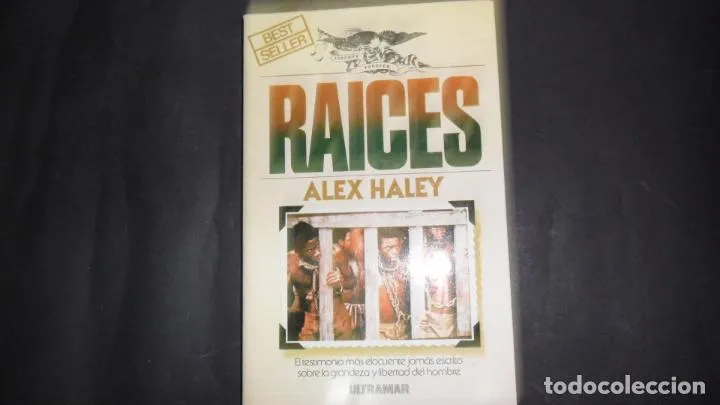 BEST
SELLER
RAICES
ALEX HALEY
El testimonio más elocuente jamás escrito
sobre la grandeza y libertad del hombre
ULTRAMAR
todocoleccion